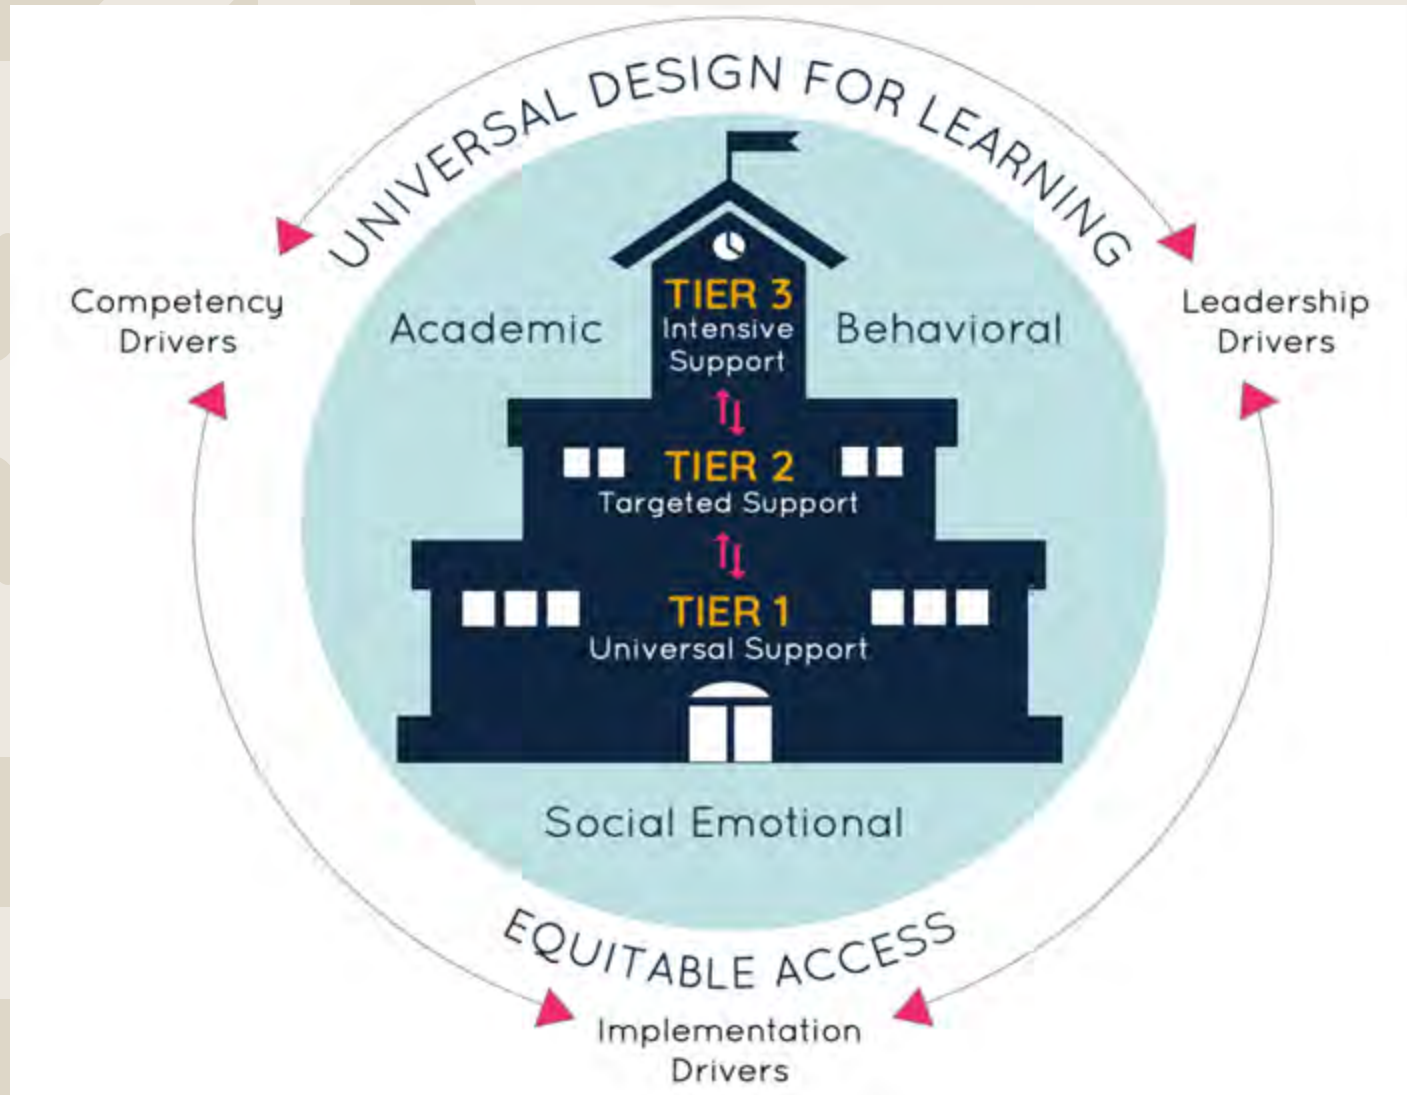 UNIVERSAL DESIGN FOR LEARNING
Competency
Drivers
Leadership
Drivers
Academic
Behavioral
TIER 3
Intensive
Support
TIER 2
Targeted Support
TIER 1
Universal Support
Social Emotional
EQUITABLE ACCESS
Implementation
Drivers